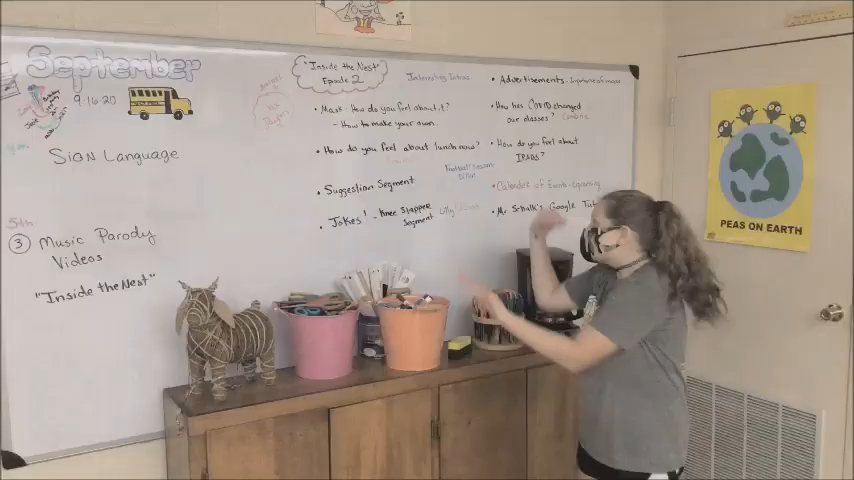 September
9/16-20
Sign Language
5th
3 Music Parody
Videos
"Inside the Nest"
"Inside the Nest"
Episode 2
• Mask - How do you feel about it?
- How to make your own.
• How do you feel about lunch now?
• Suggestion Segment
• Jokes! - Knee Slapper
Segment
• Advertisements -
• How has COVID changed
our classes?
• How do you feel about
IPADS?
• Calendar of Events -
• Mr. Schalk's Google
PEAS ON EARTH